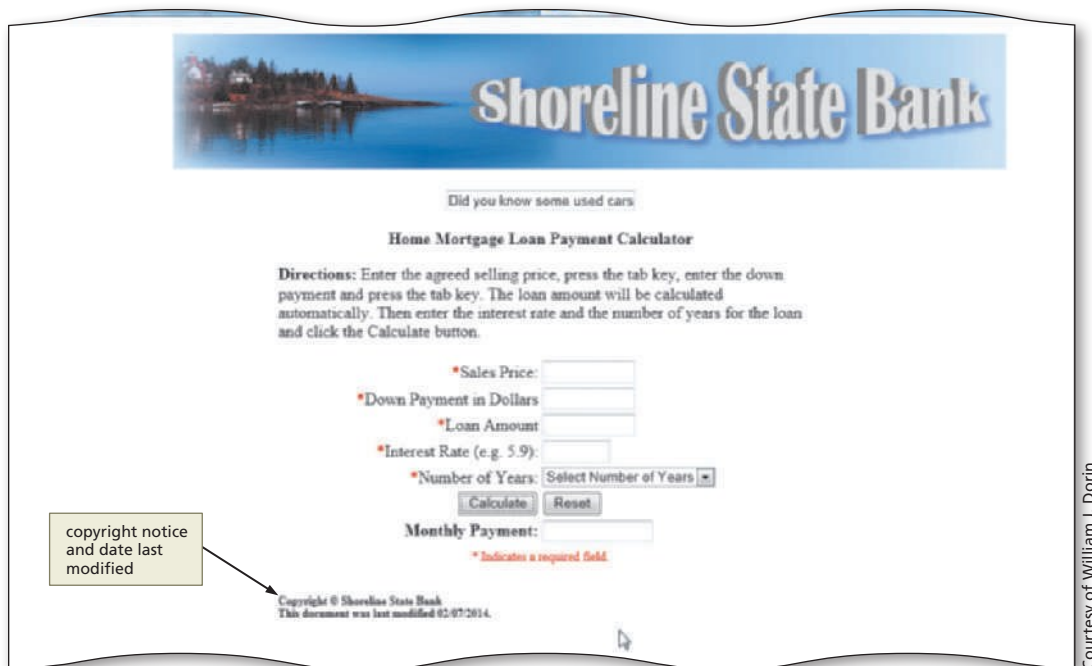 Shoreline State Bank
Did you know some used cars
Home Mortgage Loan Payment Calculator
Directions: Enter the agreed selling price, press the tab key, enter the down
payment and press the tab key. The loan amount will be calculated
automatically. Then enter the interest rate and the number of years for the loan
and click the Calculate button.
*Sales Price:
*Down Payment in Dollars
*Loan Amount
*Interest Rate (e.g. 5.9):
*Number of Years: Select Number of Years
Calculate Reset
Monthly Payment:
* Indicates a required field.
copyright notice
and date last
modified
Copyright © Shoreline State Bank
This document was last modified 02/07/2014.
Courtesy of William J. Dorin